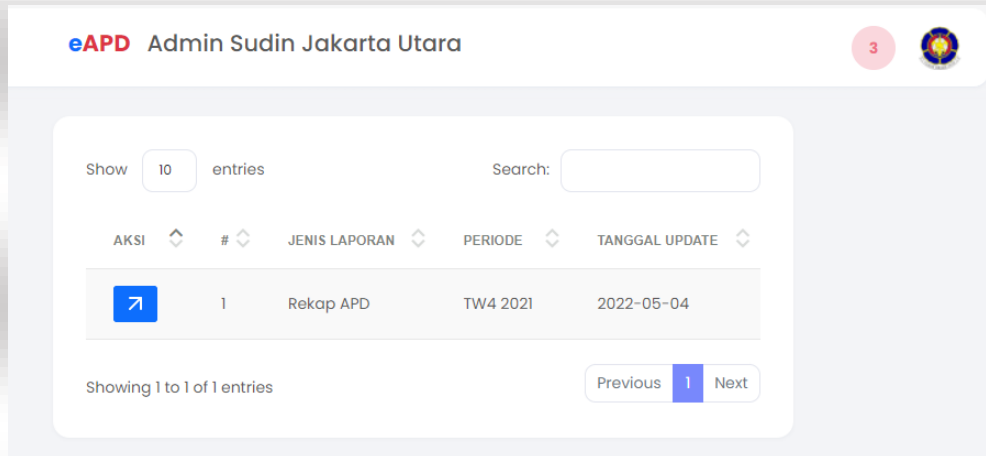 eAPD Admin Sudin Jakarta Utara 3
Show 10 entries Search:
AKSI # JENIS LAPORAN PERIODE TANGGAL UPDATE
1 Rekap APD TW4 2021 2022-05-04
Showing 1 to 1 of 1 entries Previous 1 Next